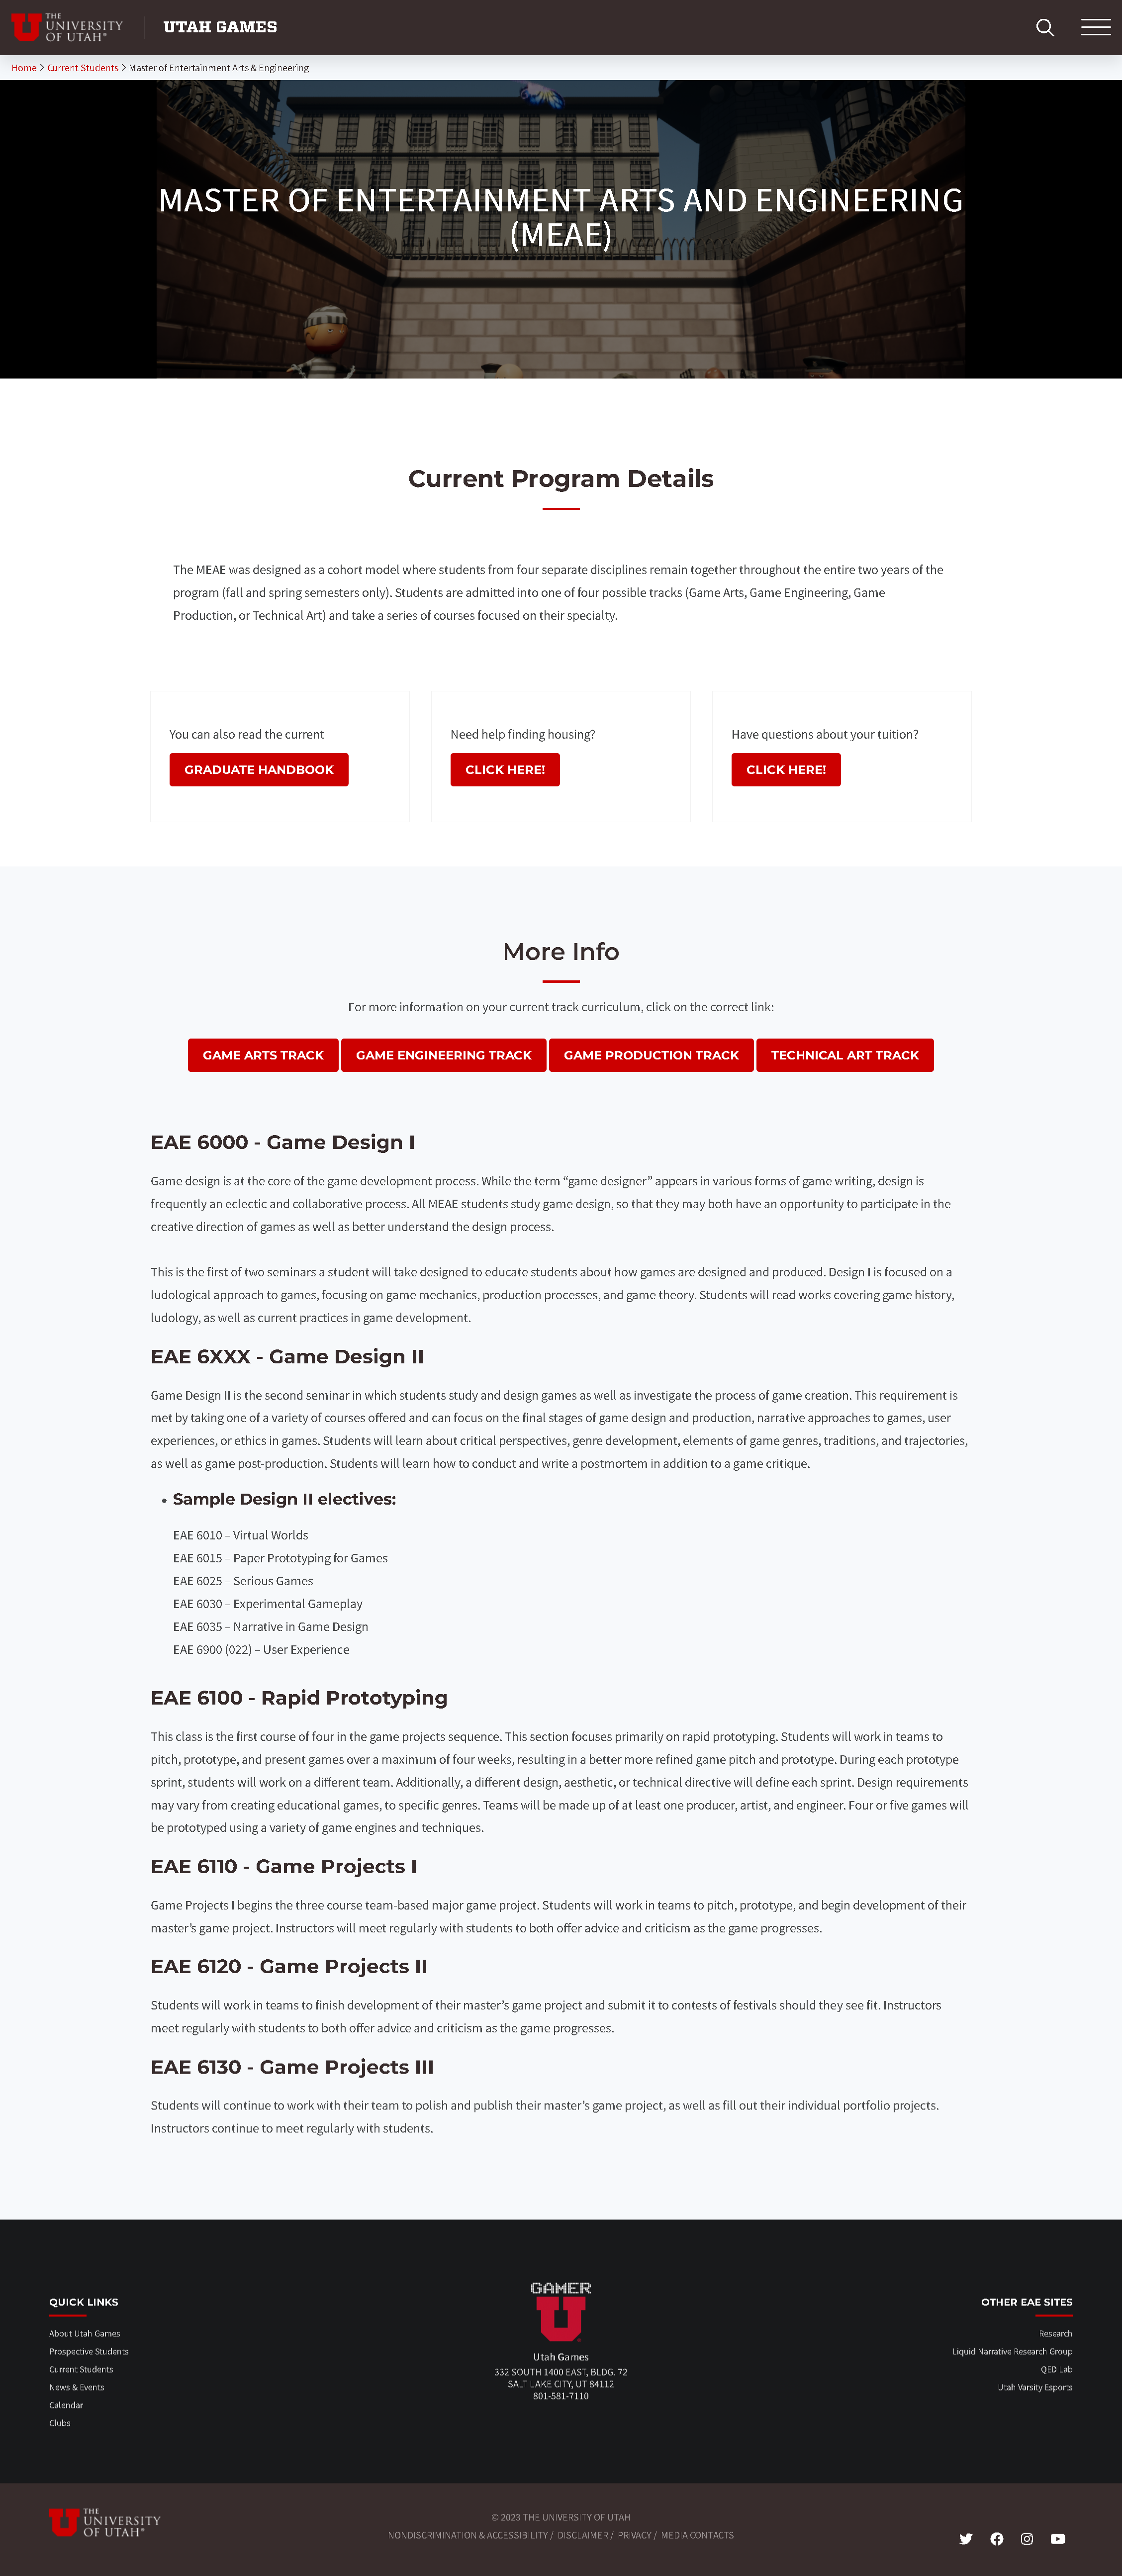 THE
UNIVERSITY
OF UTAH®
UTAH GAMES
Home > Current Students > Master of Entertainment Arts & Engineering
MASTER OF ENTERTAINMENT ARTS AND ENGINEERING
(MEAE)
Current Program Details
The MEAE was designed as a cohort model where students from four separate disciplines remain together throughout the entire two years of the
program (fall and spring semesters only). Students are admitted into one of four possible tracks (Game Arts, Game Engineering, Game
Production, or Technical Art) and take a series of courses focused on their specialty.
You can also read the current
GRADUATE HANDBOOK
Need help finding housing?
CLICK HERE!
Have questions about your tuition?
CLICK HERE!
More Info
For more information on your current track curriculum, click on the correct link:
GAME ARTS TRACK
GAME ENGINEERING TRACK
GAME PRODUCTION TRACK
TECHNICAL ART TRACK
EAE 6000 - Game Design I
Game design is at the core of the game development process. While the term “game designer” appears in various forms of game writing, design is
frequently an eclectic and collaborative process. All MEAE students study game design, so that they may both have an opportunity to participate in the
creative direction of games as well as better understand the design process.
This is the first of two seminars a student will take designed to educate students about how games are designed and produced. Design I is focused on a
ludological approach to games, focusing on game mechanics, production processes, and game theory. Students will read works covering game history,
ludology, as well as current practices in game development.
EAE 6XXX - Game Design II
Game Design II is the second seminar in which students study and design games as well as investigate the process of game creation. This requirement is
met by taking one of a variety of courses offered and can focus on the final stages of game design and production, narrative approaches to games, user
experiences, or ethics in games. Students will learn about critical perspectives, genre development, elements of game genres, traditions, and trajectories,
as well as game post-production. Students will learn how to conduct and write a postmortem in addition to a game critique.
• Sample Design II electives:
EAE 6010 – Virtual Worlds
EAE 6015 – Paper Prototyping for Games
EAE 6025 – Serious Games
EAE 6030 – Experimental Gameplay
EAE 6035 – Narrative in Game Design
EAE 6900 (022) – User Experience
EAE 6100 - Rapid Prototyping
This class is the first course of four in the game projects sequence. This section focuses primarily on rapid prototyping. Students will work in teams to
pitch, prototype, and present games over a maximum of four weeks, resulting in a better more refined game pitch and prototype. During each prototype
sprint, students will work on a different team. Additionally, a different design, aesthetic, or technical directive will define each sprint. Design requirements
may vary from creating educational games, to specific genres. Teams will be made up of at least one producer, artist, and engineer. Four or five games will
be prototyped using a variety of game engines and techniques.
EAE 6110 - Game Projects I
Game Projects I begins the three course team-based major game project. Students will work in teams to pitch, prototype, and begin development of their
master’s game project. Instructors will meet regularly with students to both offer advice and criticism as the game progresses.
EAE 6120 - Game Projects II
Students will work in teams to finish development of their master’s game project and submit it to contests of festivals should they see fit. Instructors
meet regularly with students to both offer advice and criticism as the game progresses.
EAE 6130 - Game Projects III
Students will continue to work with their team to polish and publish their master’s game project, as well as fill out their individual portfolio projects.
Instructors continue to meet regularly with students.
QUICK LINKS
About Utah Games
Prospective Students
Current Students
News & Events
Calendar
Clubs
GAMER
Utah Games
332 SOUTH 1400 EAST, BLDG. 72
SALT LAKE CITY, UT 84112
801-581-7110
OTHER EAE SITES
Research
Liquid Narrative Research Group
QED Lab
Utah Varsity Esports
THE
UNIVERSITY
OF UTAH®
© 2023 THE UNIVERSITY OF UTAH
NONDISCRIMINATION & ACCESSIBILITY / DISCLAIMER / PRIVACY / MEDIA CONTACTS